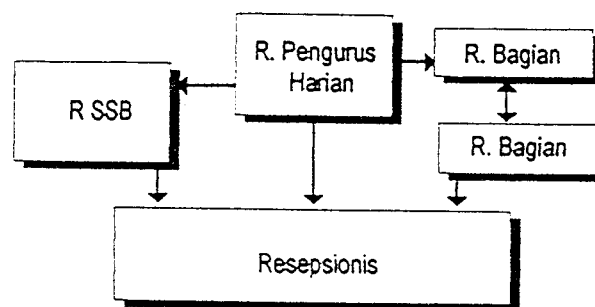 R. Pengurus
Harian
R. Bagian
R SSB
R. Bagian
Resepsionis